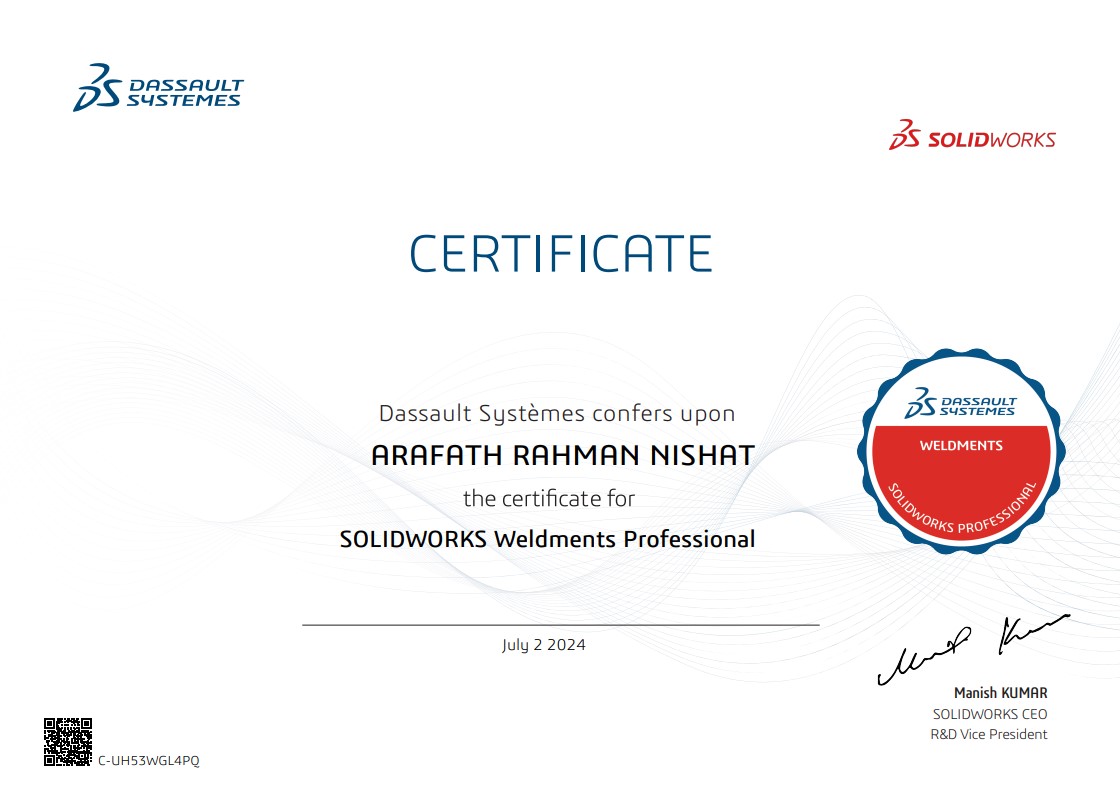 DASSAULT
SYSTEMES
SOLIDWORKS
CERTIFICATE
Dassault Systèmes confers upon
ARAFATH RAHMAN NISHAT
the certificate for
SOLIDWORKS Weldments Professional
DASSAULT
SYSTEMES
WELDMENTS
SOLIDWORKS PROFESSIONAL
July 2 2024
Manish KUMAR
SOLIDWORKS CEO
R&D Vice President
C-UH53WGL4PQ